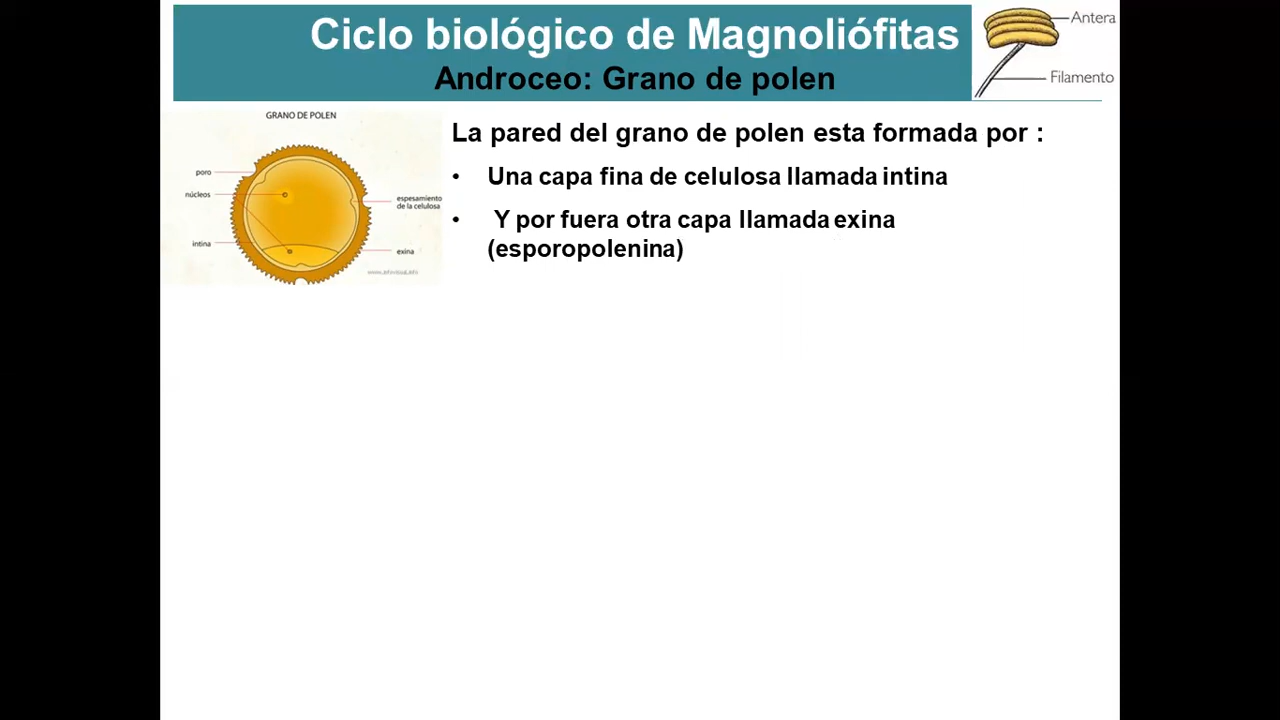 Ciclo biológico de Magnoliófitas
Androceo: Grano de polen
Antera
Filamento
GRANO DE POLEN
poro
núcleos
intina
espesamiento
de la celulosa
exina
La pared del grano de polen esta formada por :
• Una capa fina de celulosa llamada intina
• Y por fuera otra capa llamada exina
(esporopolenina)